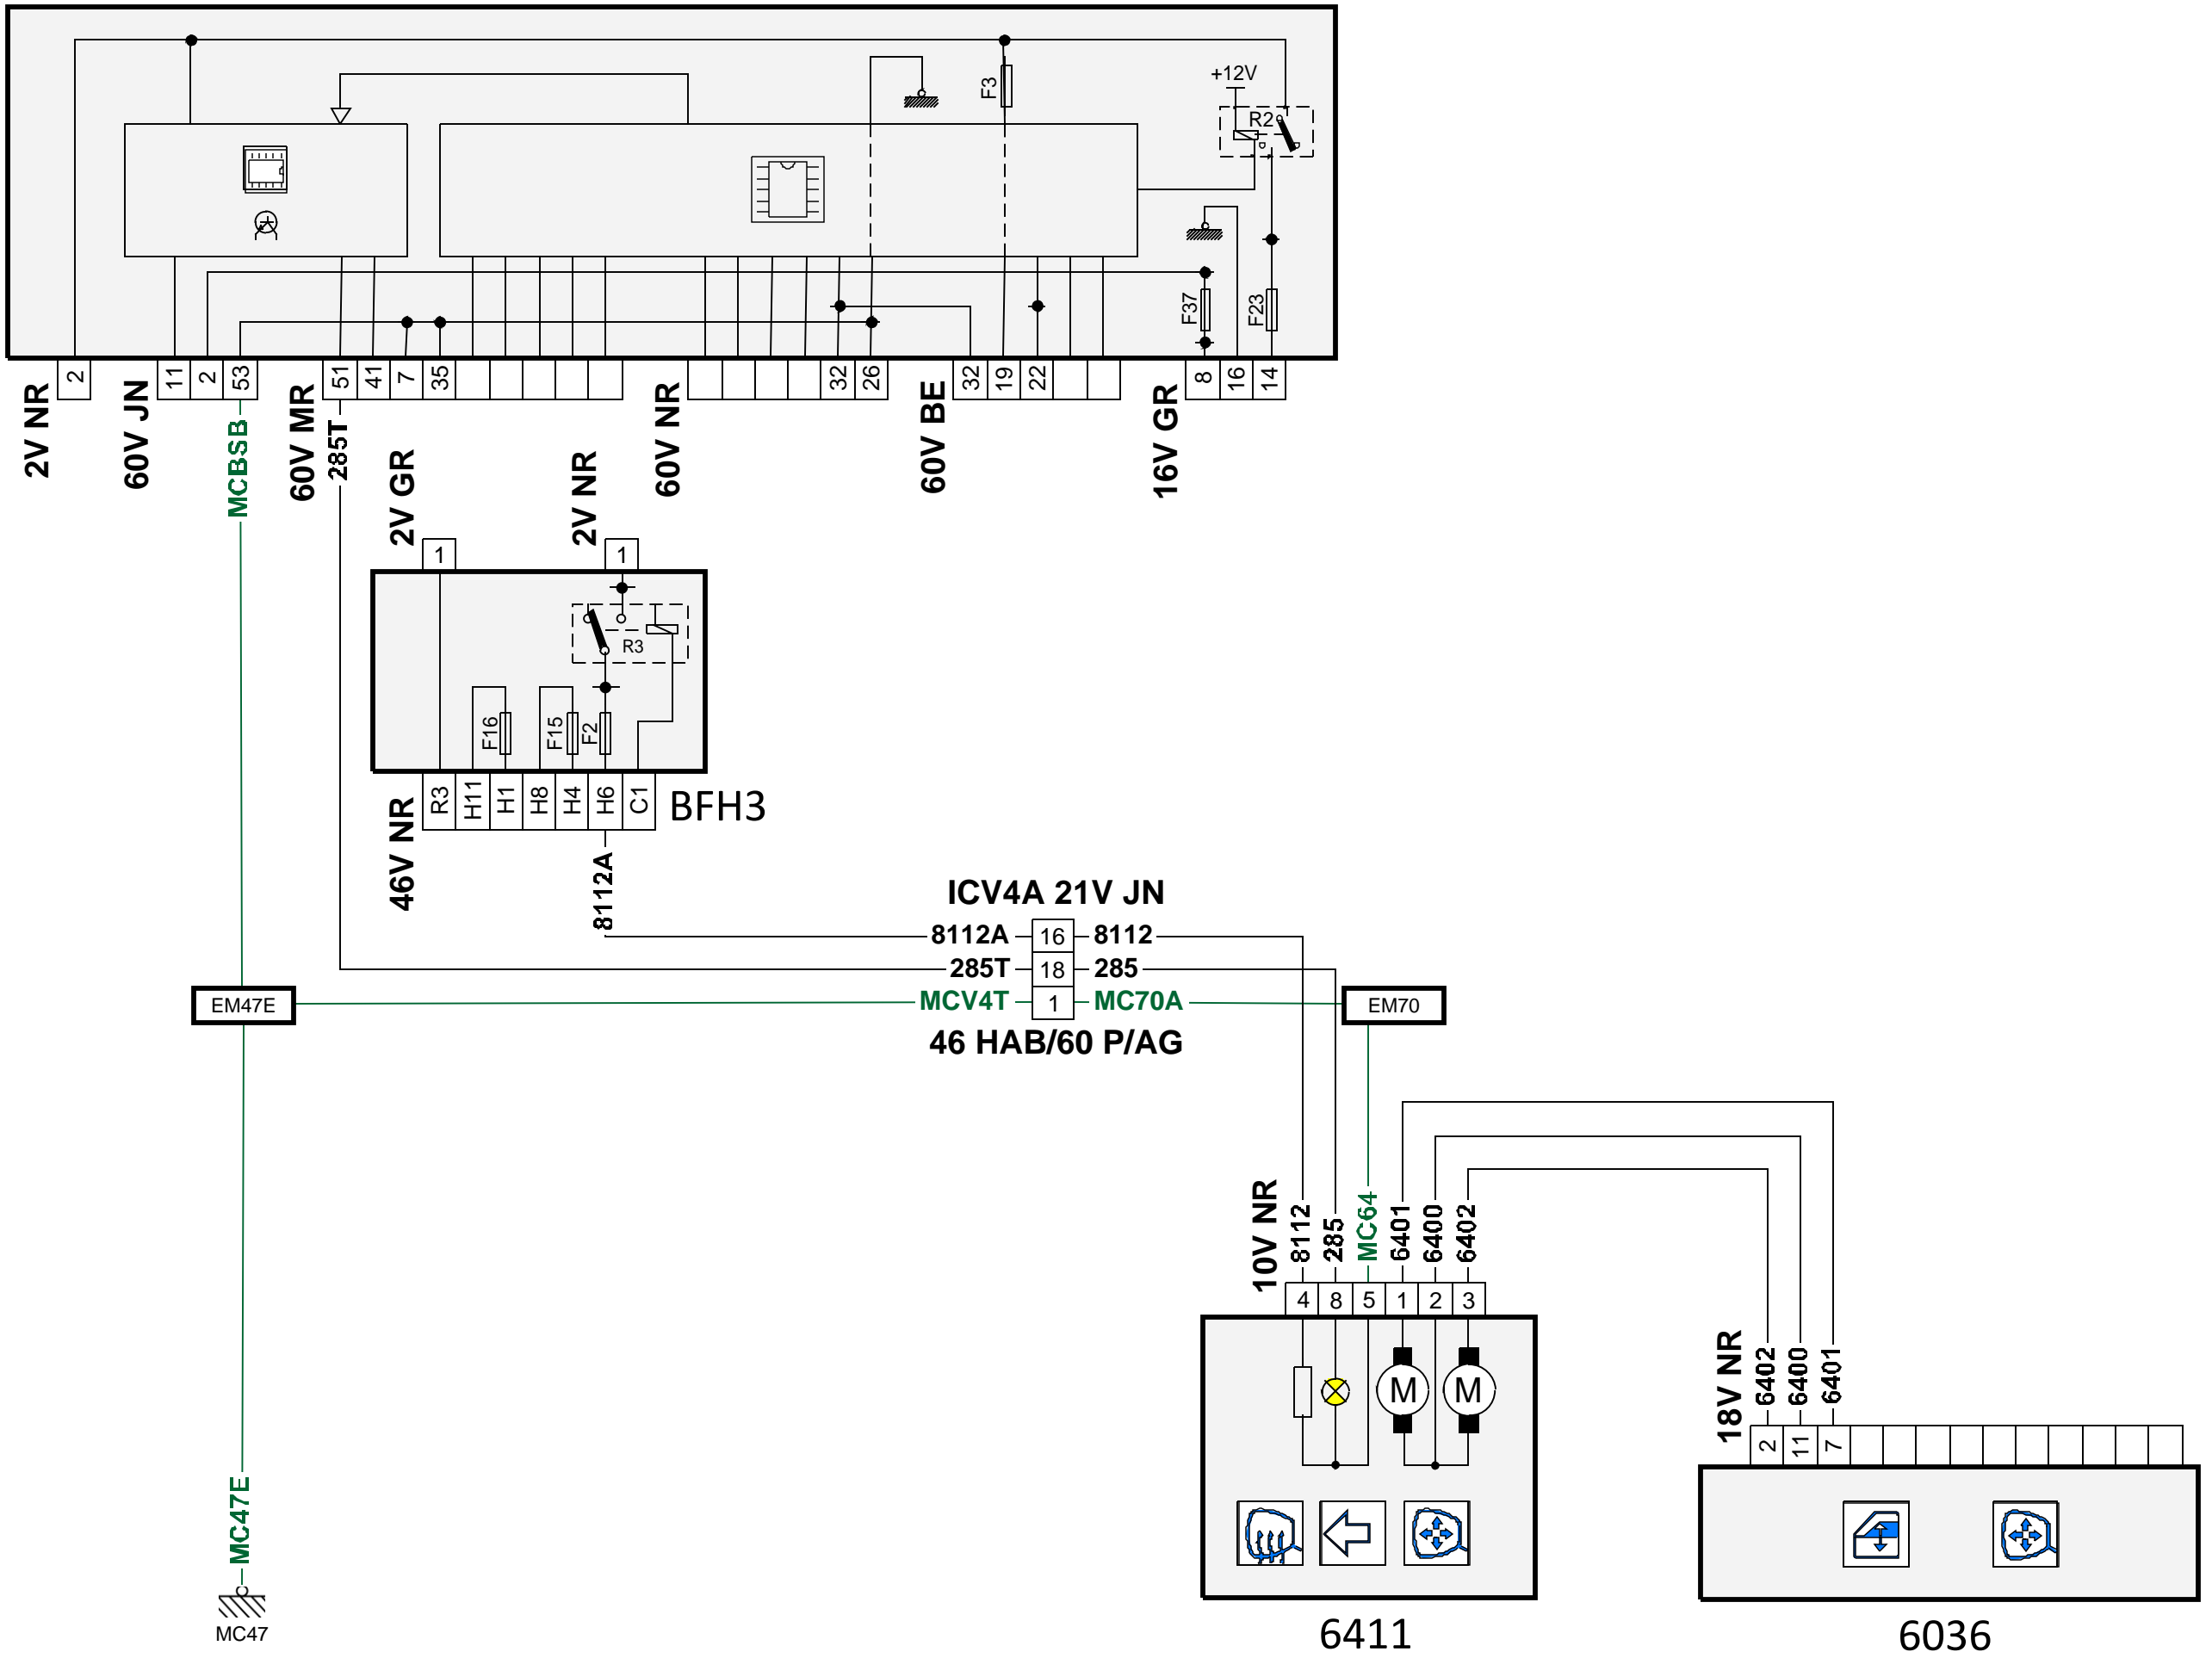 +12V
F3
R2
F37
F23
2
11
2
53
51
41
7
35
32
26
32
19
22
8
16
14
2V NR
60V JN
MCBSB
60V MR
285T
60V NR
60V BE
16V GR
2V GR
2V NR
1
1
R3
F16
F15
F2
R3
H11
H1
H8
H4
H6
C1
46V NR
BFH3
8112A
ICV4A 21V JN
8112A 16 8112
285T 18 285
MCV4T 1 MC70A
46 HAB/60 P/AG
EM47E
EM70
10V NR
8112
285
MC64
6401
6400
6402
4
8
5
1
2
3
M
M
18V NR
6402
6400
6401
2
11
7
MC47E
MC47
6411
6036